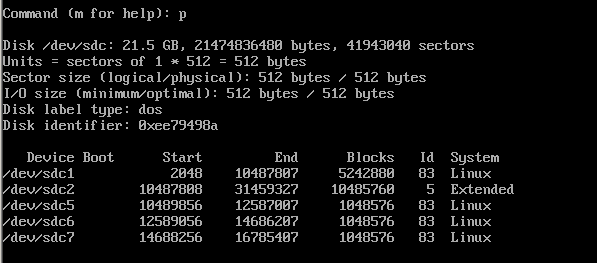 Command (m for help): p
Disk /dev/sdc: 21.5 GB, 21474836480 bytes, 41943040 sectors
Units = sectors of 1 * 512 = 512 bytes
Sector size (logical/physical): 512 bytes / 512 bytes
I/O size (minimum/optimal): 512 bytes / 512 bytes
Disk label type: dos
Disk identifier: 0xee79498a
Device Boot Start End Blocks Id System
/dev/sdc1 2048 10487807 5242880 83 Linux
/dev/sdc2 10487808 31459327 10485760 5 Extended
/dev/sdc5 10489856 12587007 1048576 83 Linux
/dev/sdc6 12589056 14686207 1048576 83 Linux
/dev/sdc7 14688256 16785407 1048576 83 Linux